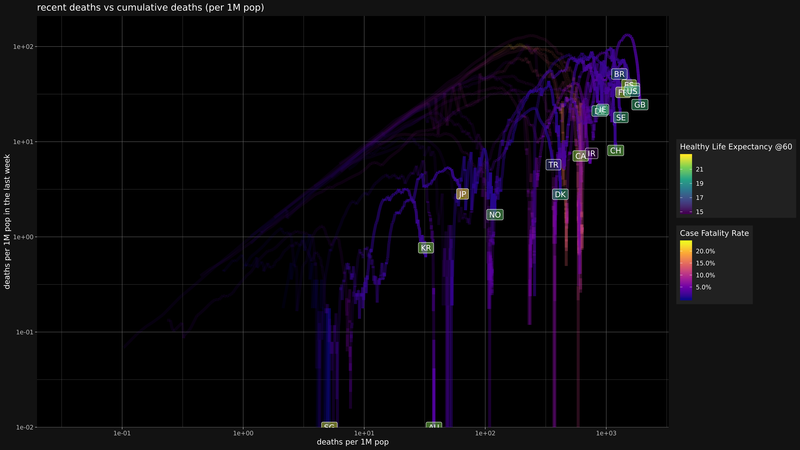 recent deaths vs cumulative deaths (per 1M pop)
deaths per 1M pop in the last week
1e+02
1e+01
1e+00
1e-01
1e-02
1e-01
1e+00
1e+01
1e+02
1e+03
deaths per 1M pop
BR
US
GB
SE
CH
CA
IR
TR
DK
JP
NO
KR
SG
AU
Healthy Life Expectancy @60
21
19
17
15
Case Fatality Rate
20.0%
15.0%
10.0%
5.0%